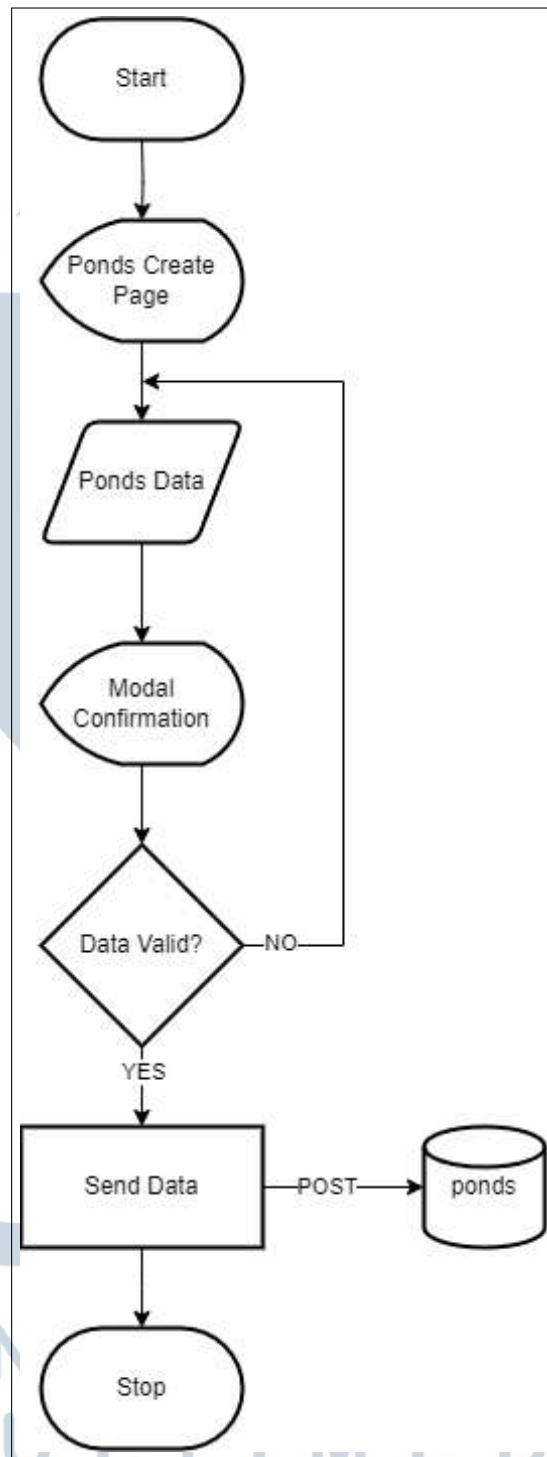 Start
Ponds Create
Page
Ponds Data
Modal
Confirmation
Data Valid?
NO
YES
Send Data
POST
ponds
Stop